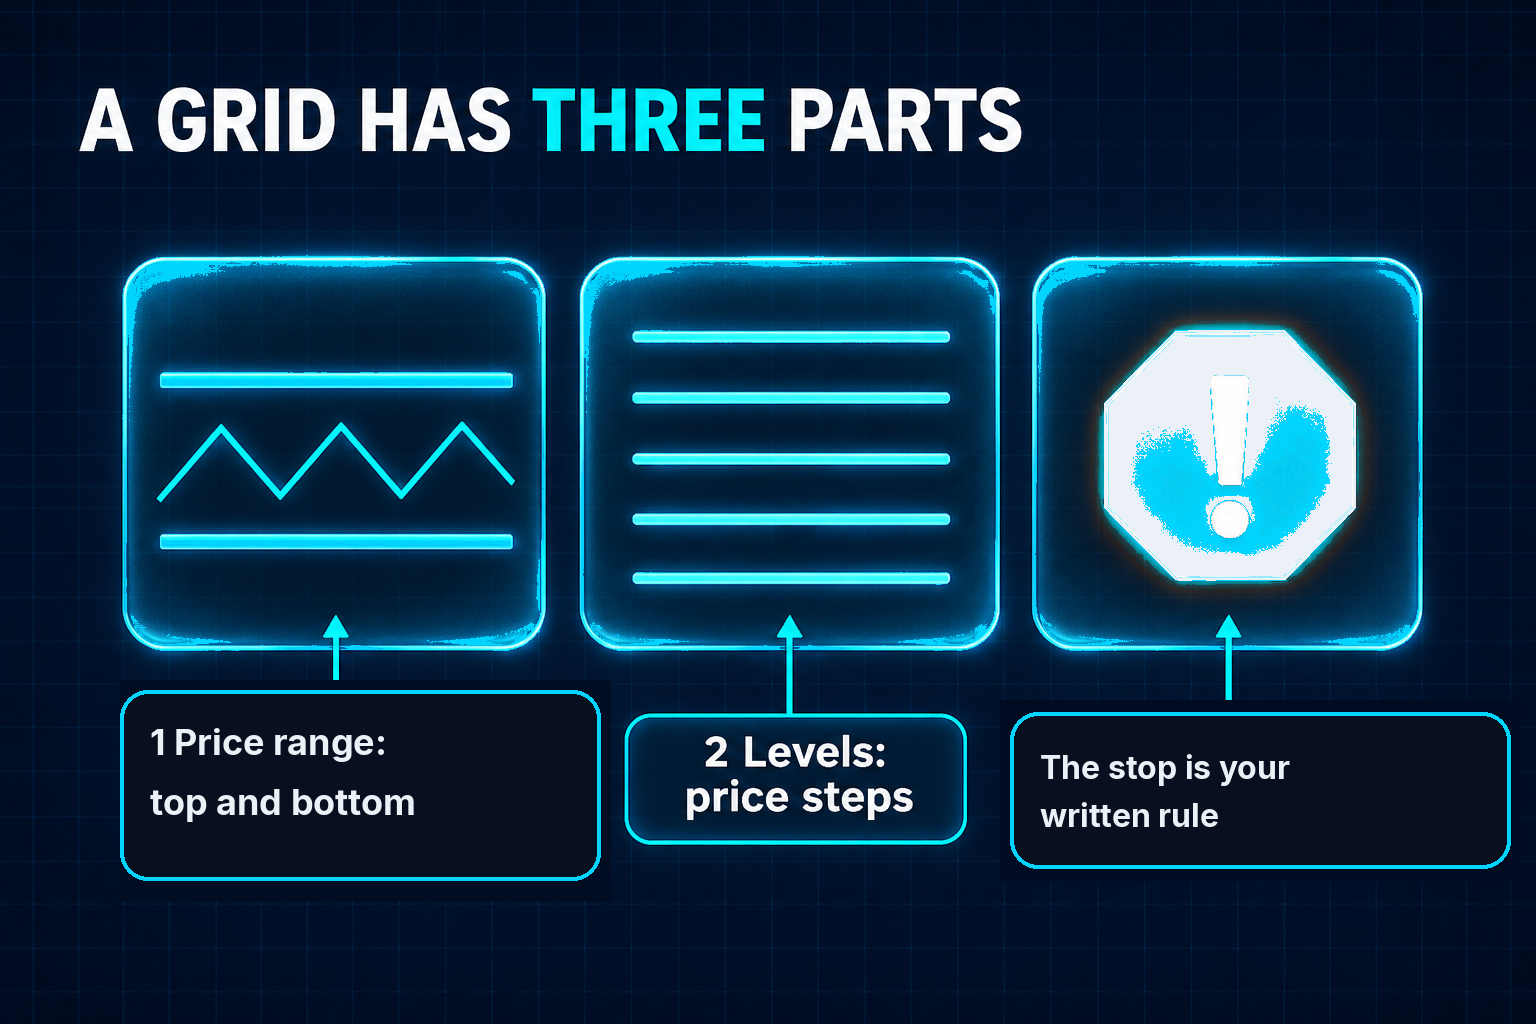 A GRID HAS THREE PARTS
1 Price range:
top and bottom
2 Levels:
price steps
The stop is your
written rule